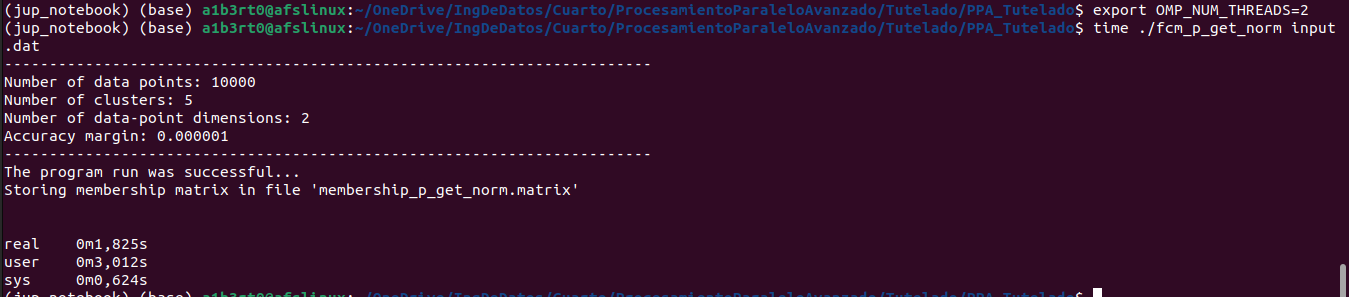 (jup_notebook) (base) a1b3rt0@afslinux:~/OneDrive/IngDeDatos/Cuarto/ProcesamientoParaleloAvanzado/Tutelado/PPA_Tutelado$ export OMP_NUM_THREADS=2
(jup_notebook) (base) a1b3rt0@afslinux:~/OneDrive/IngDeDatos/Cuarto/ProcesamientoParaleloAvanzado/Tutelado/PPA_Tutelado$ time ./fcm_p_get_norm input
.dat
------------------------------------------------------------------------
Number of data points: 10000
Number of clusters: 5
Number of data-point dimensions: 2
Accuracy margin: 0.000001
------------------------------------------------------------------------
The program run was successful...
Storing membership matrix in file 'membership_p_get_norm.matrix'
real 0m1,825s
user 0m3,012s
sys 0m0,624s
(jup_notebook) (base) a1b3rt0@afslinux:~/OneDrive/IngDeDatos/Cuarto/ProcesamientoParaleloAvanzado/Tutelado/PPA_Tutelado$